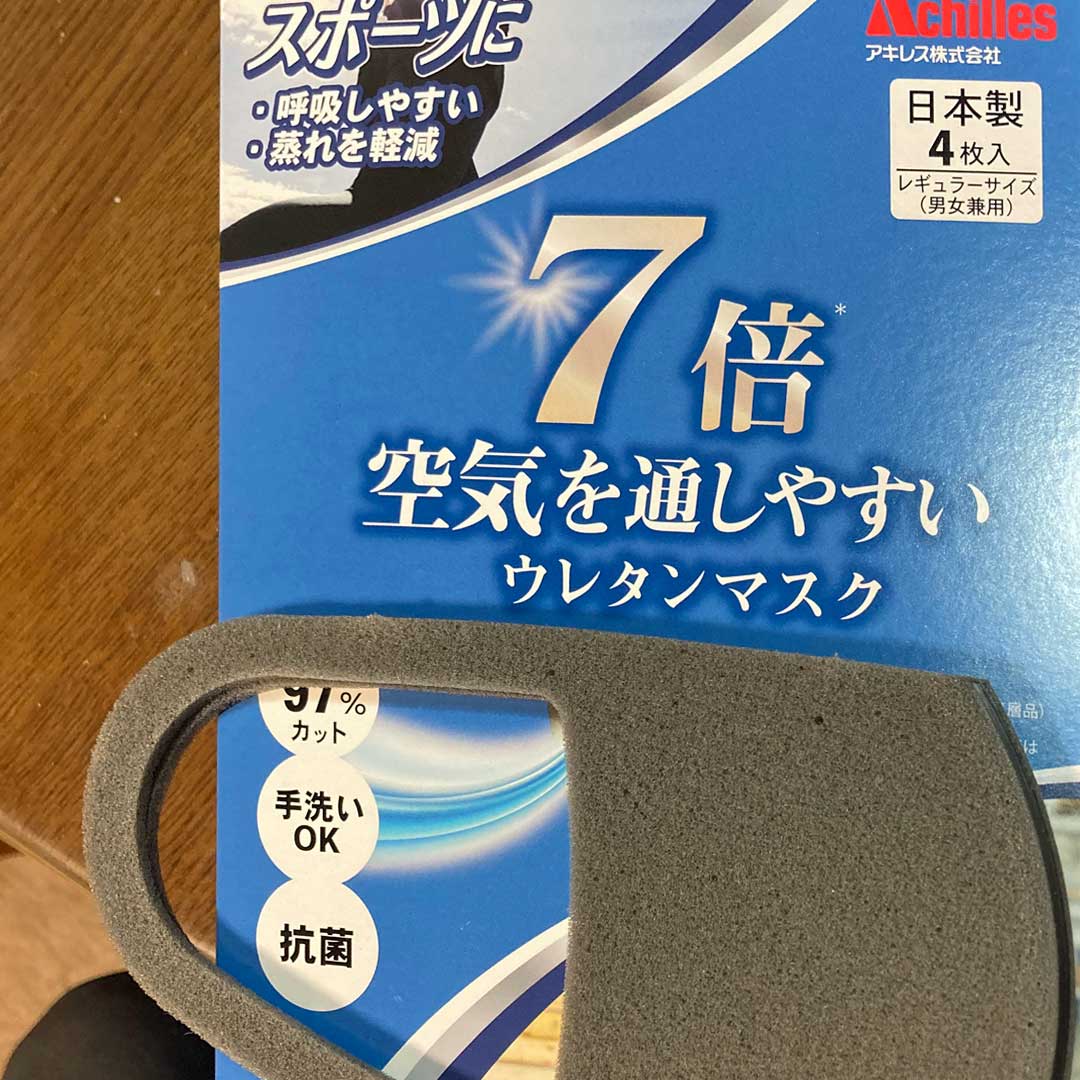 スポーツに
・呼吸しやすい
・蒸れを軽減
Achilles
アキレス株式会社
日本製
4枚入
レギュラーサイズ
(男女兼用)
7倍*
空気を通しやすい
ウレタンマスク
97%
カット
手洗い
OK
抗菌
層品)
は